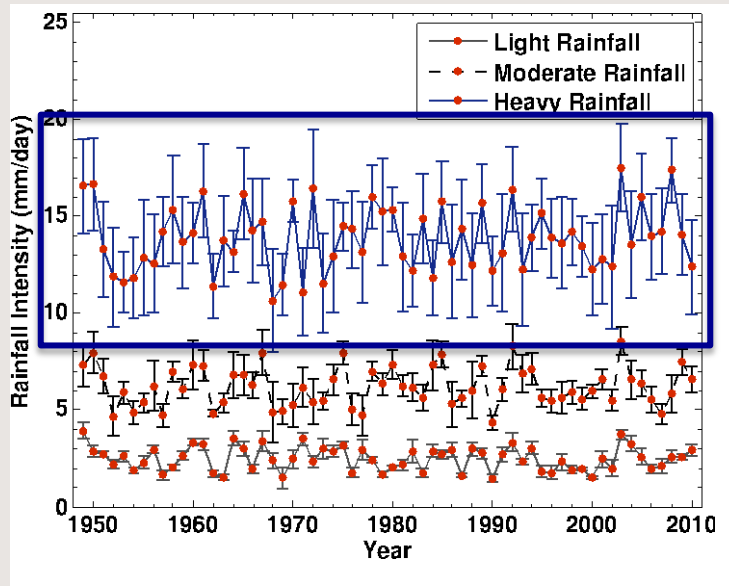 25
Light Rainfall
Moderate Rainfall
Heavy Rainfall
20
15
10
5
0
Rainfall Intensity (mm/day)
1950 1960 1970 1980 1990 2000 2010
Year